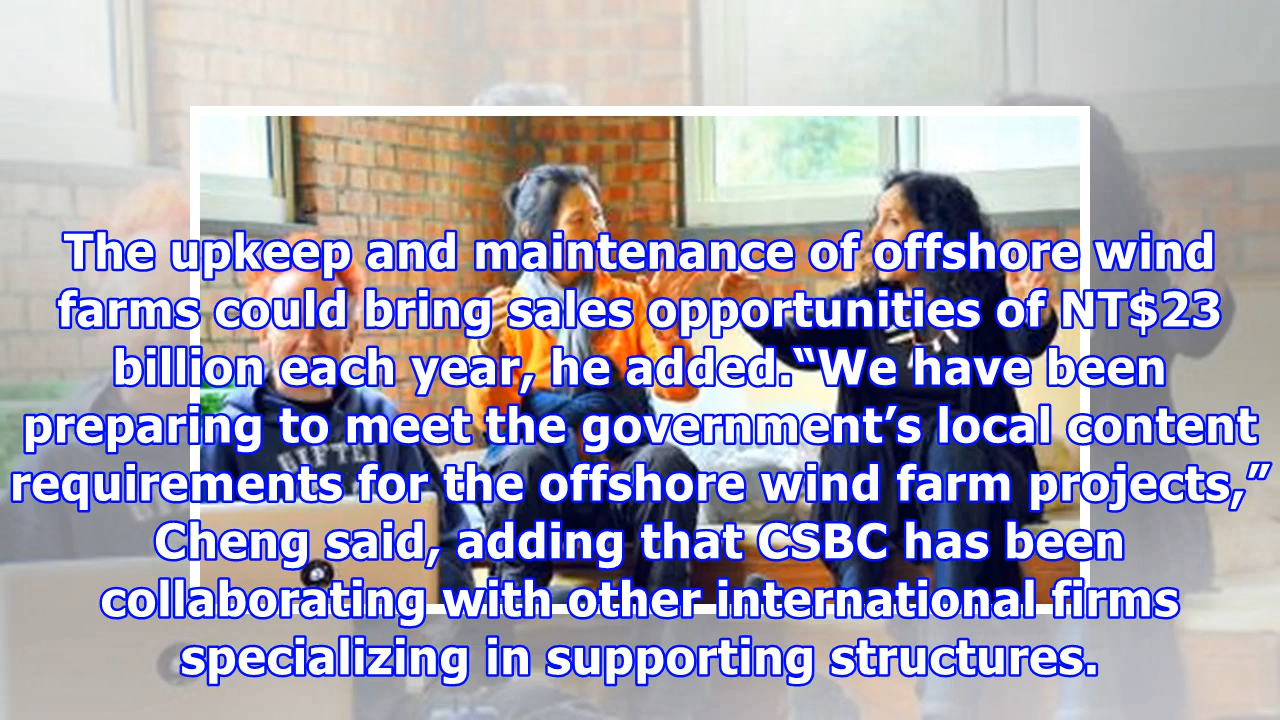 The upkeep and maintenance of offshore wind
farms could bring sales opportunities of NT$23
billion each year, he added.“We have been
preparing to meet the government’s local content
requirements for the offshore wind farm projects,”
Cheng said, adding that CSBC has been
collaborating with other international firms
specializing in supporting structures.
GIFTED